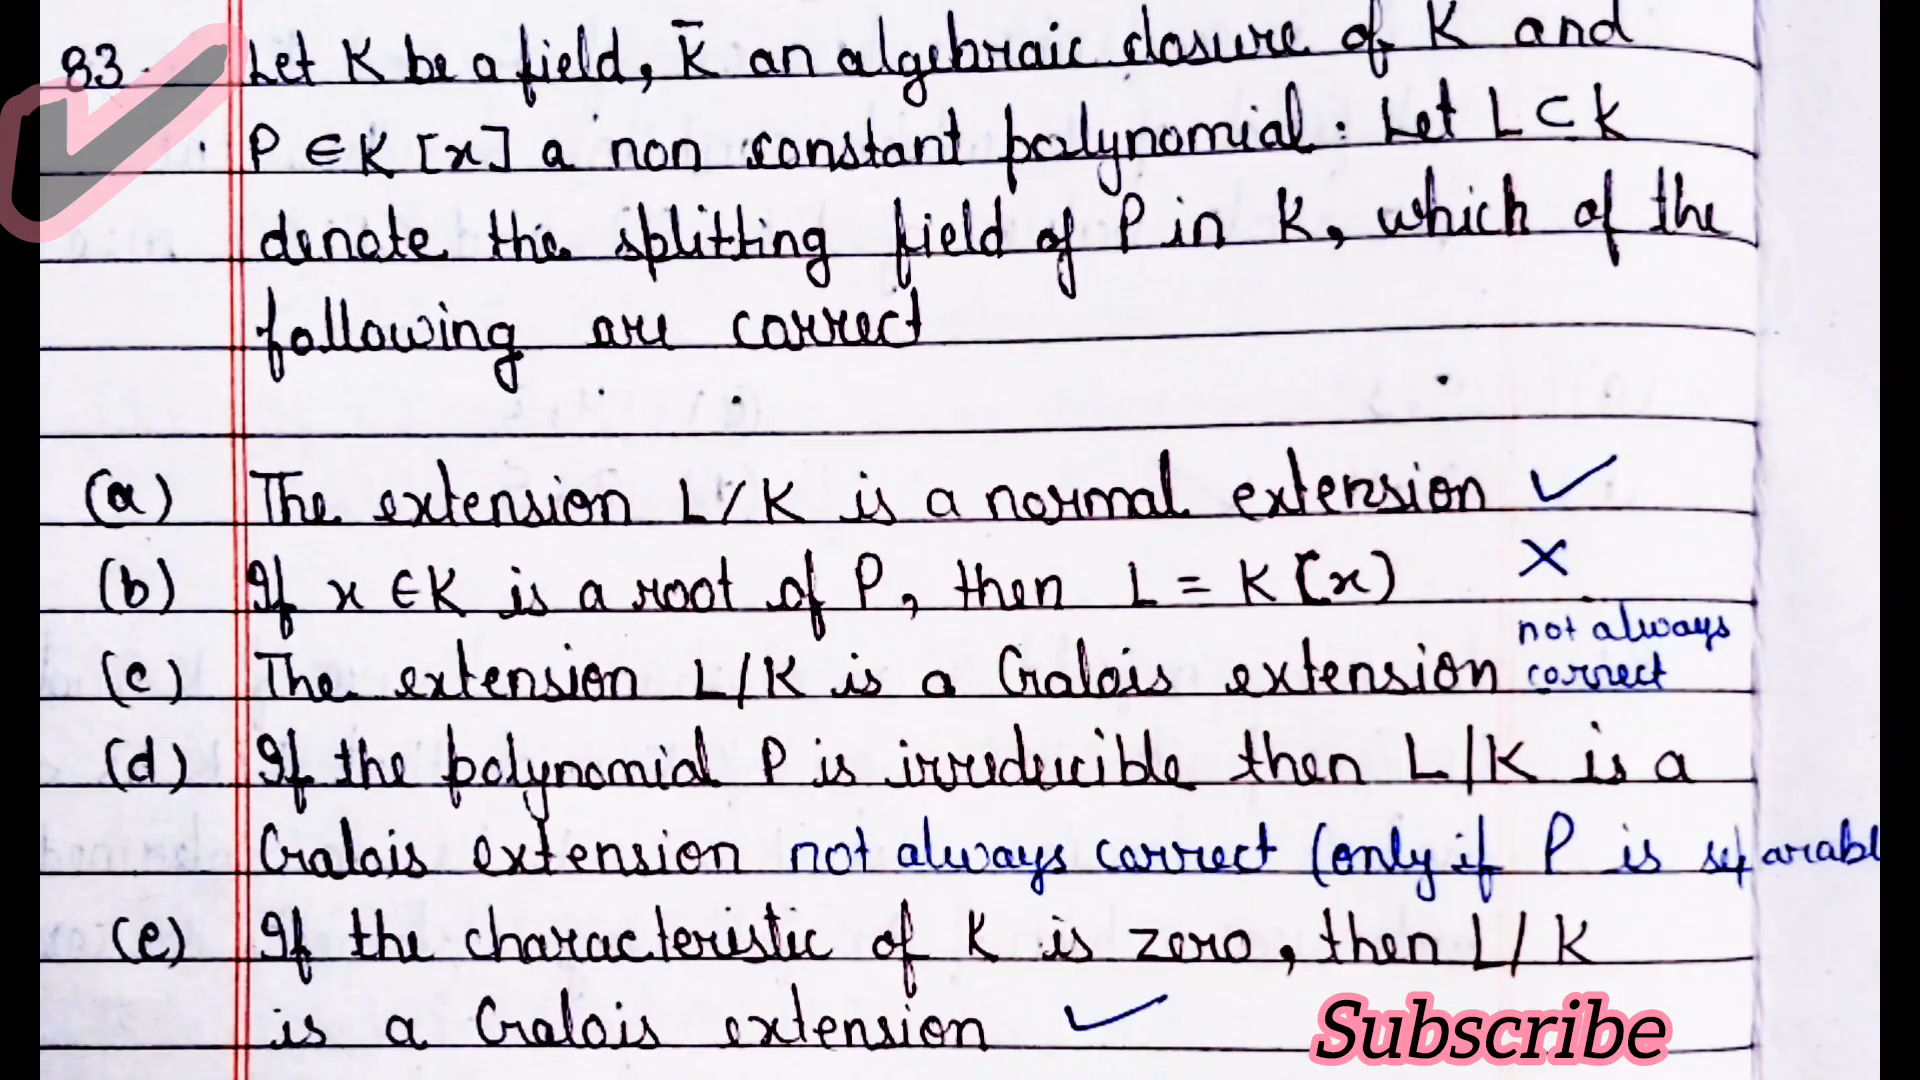 83. Let K be a field, K̄ an algebraic closure of K and
P ∈ K [x] a non constant polynomial. Let L ⊂ K
denote the splitting field of P in K, which of the
following are correct
(a) The extension L/K is a normal extension ✓
(b) If x ∈ K is a root of P, then L = K [x) ✗
not always
(c) The extension L/K is a Galois extension correct
(d) If the polynomial P is irreducible then L/K is a
Galois extension not always correct (only if P is separabl
(e) If the characteristic of K is zero, then L/K
is a Galois extension ✓
Subscribe